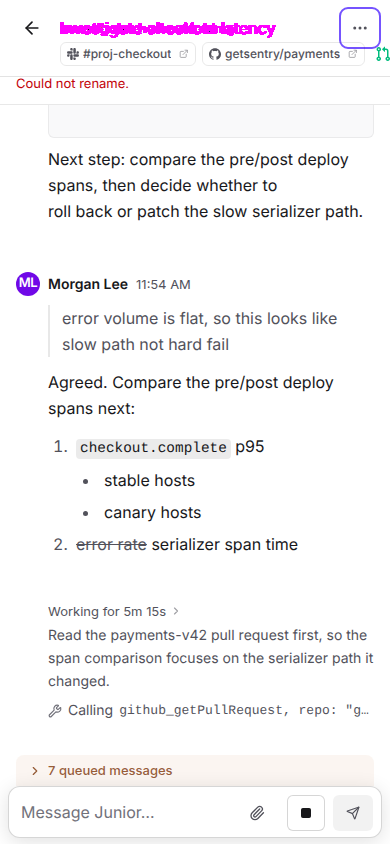 #proj-checkout
getsentry/payments
Could not rename.
Next step: compare the pre/post deploy
spans, then decide whether to
roll back or patch the slow serializer path.
ML
Morgan Lee 11:54 AM
error volume is flat, so this looks like
slow path not hard fail
Agreed. Compare the pre/post deploy
spans next:
1. checkout.complete p95
• stable hosts
• canary hosts
2. error rate serializer span time
Working for 5m 15s
Read the payments-v42 pull request first, so the
span comparison focuses on the serializer path it
changed.
Calling github_getPullRequest, repo: "g…
7 queued messages
Message Junior...